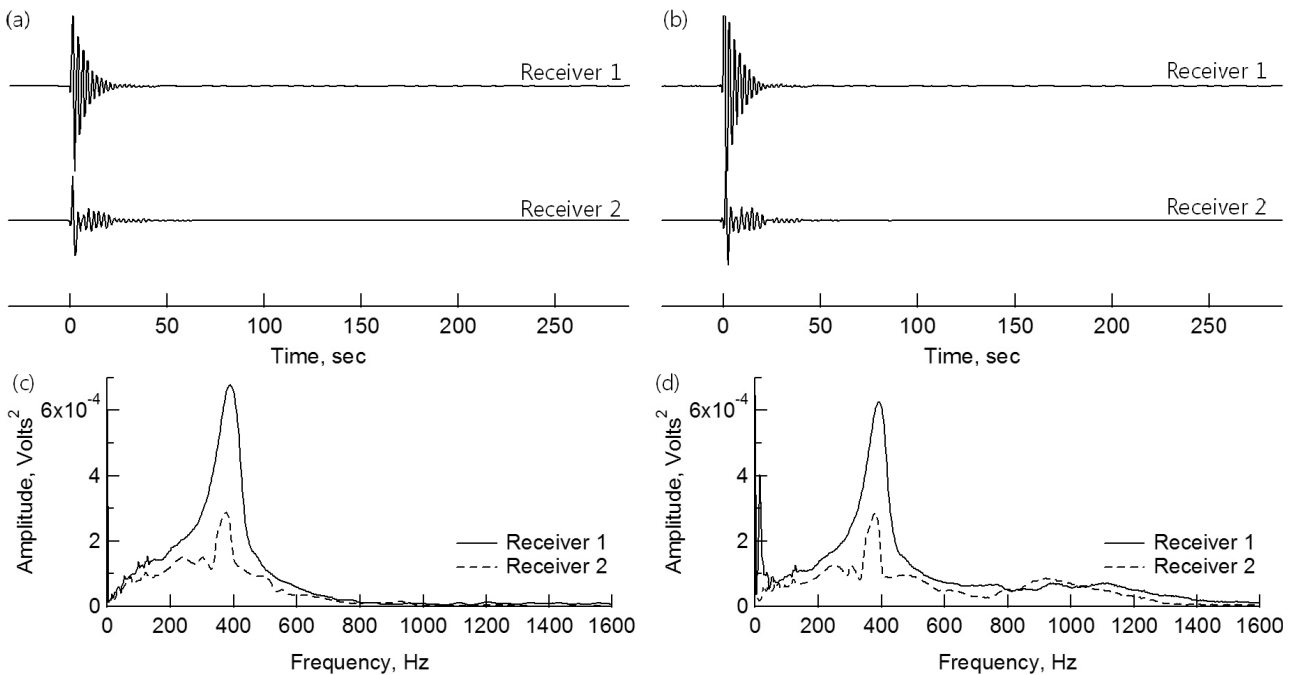 (a)
Receiver 1
Receiver 2
0 50 100 150 200 250
Time, sec
(b)
Receiver 1
Receiver 2
0 50 100 150 200 250
Time, sec
(c)
Amplitude, Volts²
6x10⁻⁴
4
2
0
Receiver 1
Receiver 2
0 200 400 600 800 1000 1200 1400 1600
Frequency, Hz
(d)
Amplitude, Volts²
6x10⁻⁴
4
2
0
Receiver 1
Receiver 2
0 200 400 600 800 1000 1200 1400 1600
Frequency, Hz